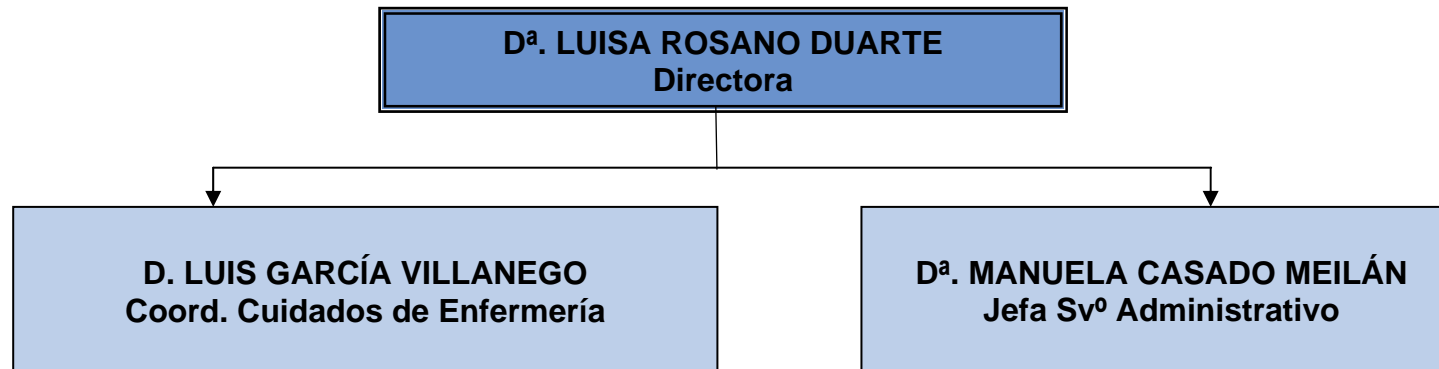 Dª. LUISA ROSANO DUARTE
Directora
D. LUIS GARCÍA VILLANEGO
Coord. Cuidados de Enfermería
Dª. MANUELA CASADO MEILÁN
Jefa Svº Administrativo